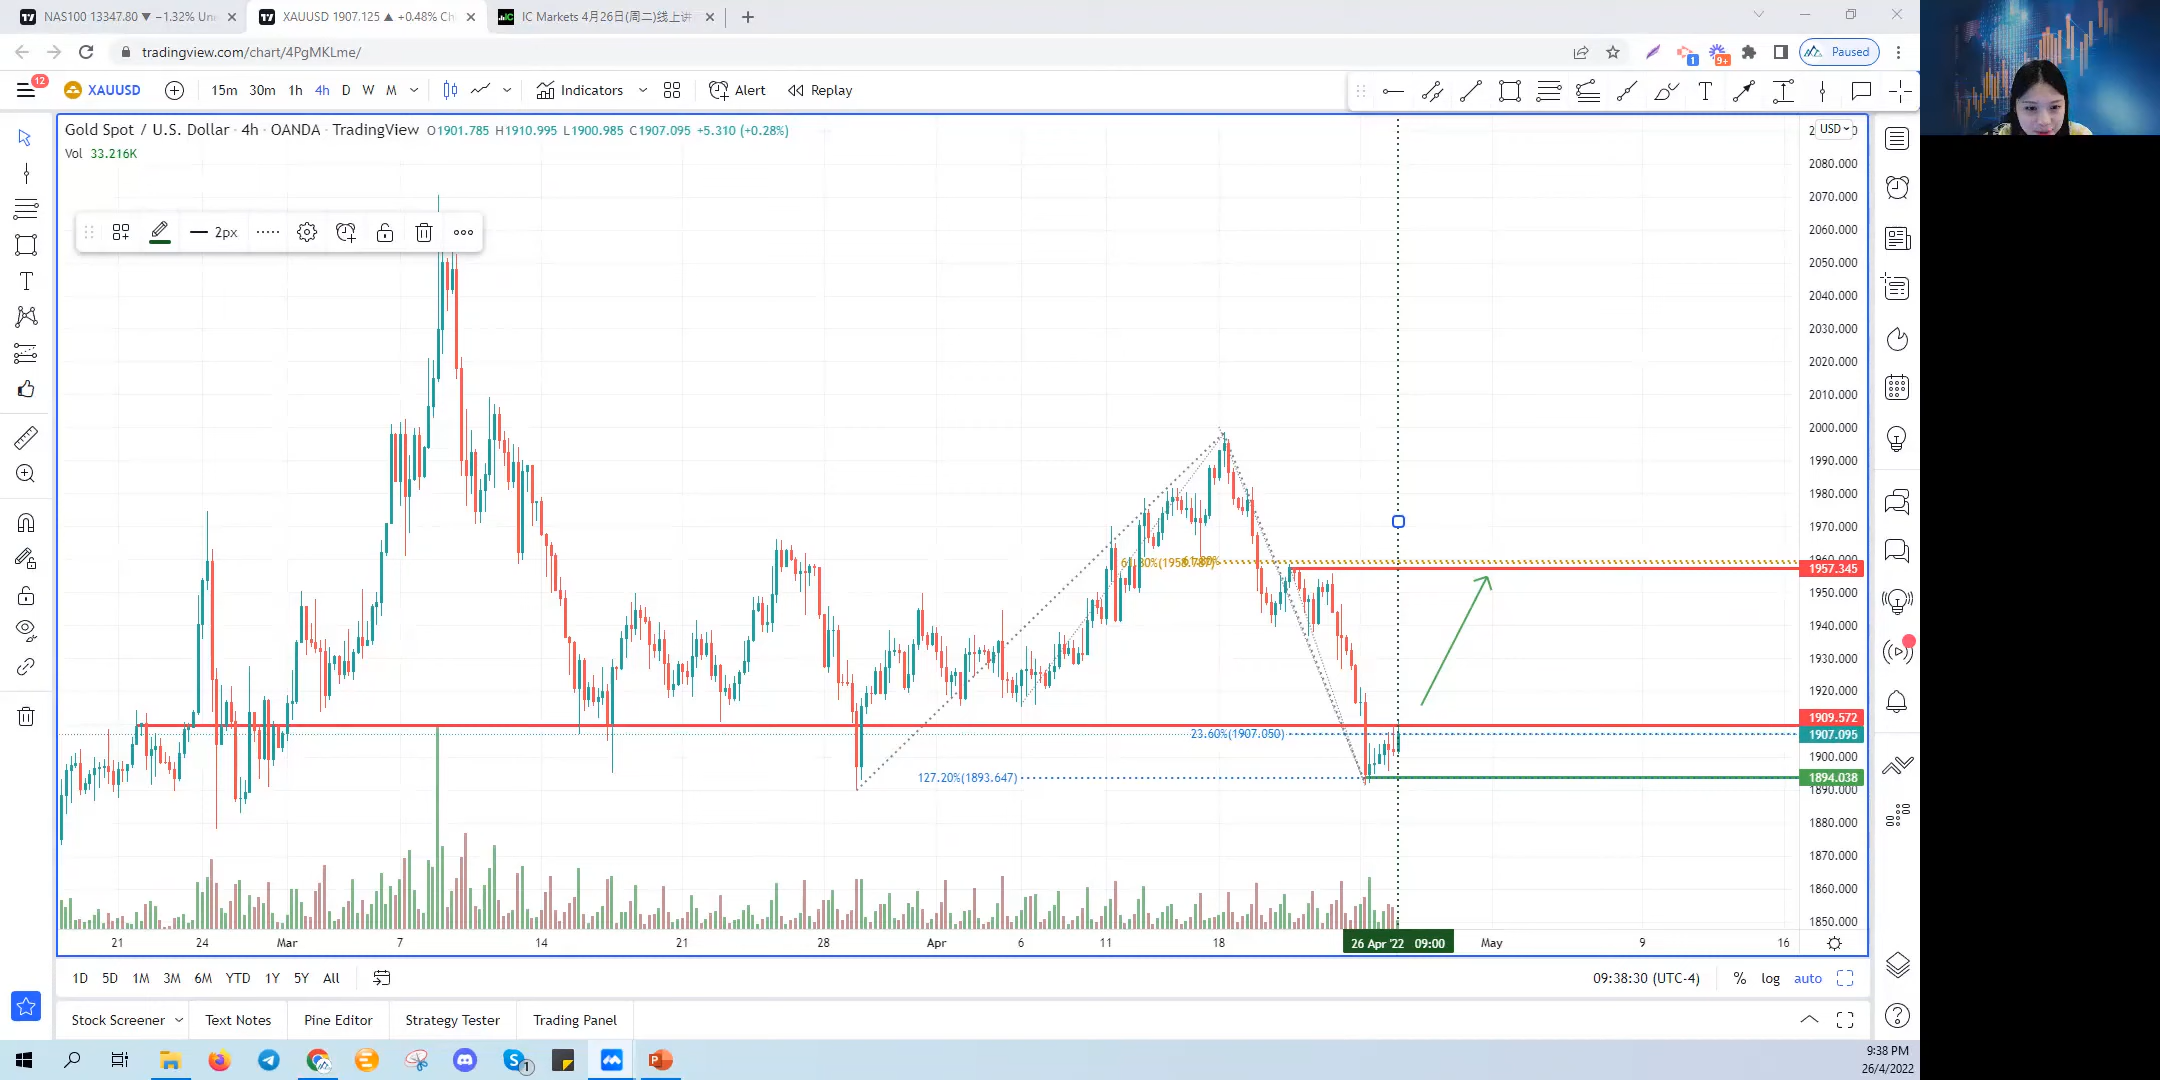 NAS100 13347.80 ▼ −1.32% Un
XAUUSD 1907.125 ▲ +0.48% Ch
IC Markets 4月26日(周二)线上讲
tradingview.com/chart/4PgMKLme/
1
9+
Paused
12
XAUUSD
15m 30m 1h 4h D W M
Indicators
Alert
Replay
Gold Spot / U.S. Dollar · 4h · OANDA · TradingView O1901.785 H1910.995 L1900.985 C1907.095 +5.310 (+0.28%)
Vol 33.216K
USD
2080.000
2070.000
2060.000
2050.000
2040.000
2030.000
2020.000
2010.000
2000.000
1990.000
1980.000
1970.000
1960.000
1957.345
1950.000
1940.000
1930.000
1920.000
1909.572
1907.095
1900.000
1894.038
1890.000
1880.000
1870.000
1860.000
1850.000
2px
23.60%(1907.050)
127.20%(1893.647)
21 24 Mar 7 14 21 28 Apr 6 11 18 26 Apr '22 09:00 May 9 16
1D 5D 1M 3M 6M YTD 1Y 5Y All
09:38:30 (UTC-4) % log auto
Stock Screener Text Notes Pine Editor Strategy Tester Trading Panel
1
9:38 PM
26/4/2022